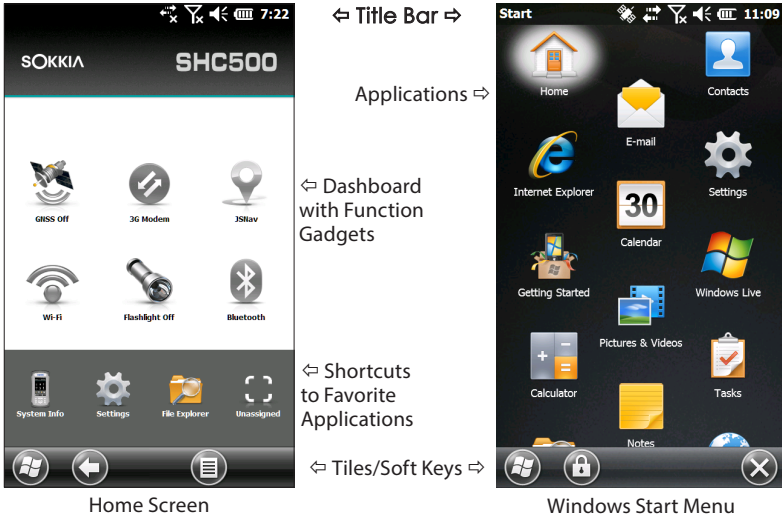 7:22
⇦ Title Bar ⇨
Start
11:09
SOKKIA
SHC500
Applications ⇨
Home
Contacts
E-mail
GNSS Off
3G Modem
JSNav
⇦ Dashboard
with Function
Gadgets
Internet Explorer
Settings
30
Calendar
Wi-Fi
Flashlight Off
Bluetooth
Getting Started
Windows Live
Pictures & Videos
⇦ Shortcuts
to Favorite
Applications
System Info
Settings
File Explorer
Unassigned
Calculator
Tasks
Notes
⇦ Tiles/Soft Keys ⇨
Home Screen
Windows Start Menu